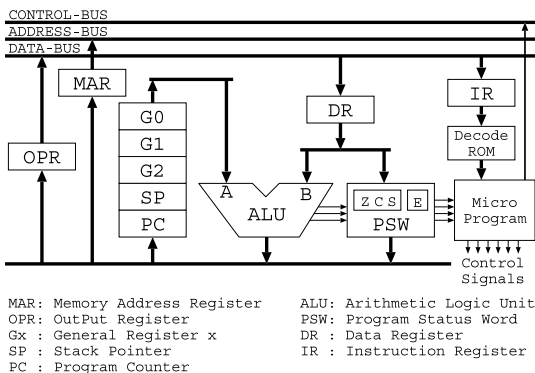 CONTROL-BUS
ADDRESS-BUS
DATA-BUS
MAR
OPR
G0
G1
G2
SP
PC
DR
IR
Decode
ROM
A
B
ALU
Z C S
E
PSW
Micro
Program
Control
Signals
MAR: Memory Address Register
OPR: OutPut Register
Gx : General Register x
SP : Stack Pointer
PC : Program Counter
ALU: Arithmetic Logic Unit
PSW: Program Status Word
DR : Data Register
IR : Instruction Register